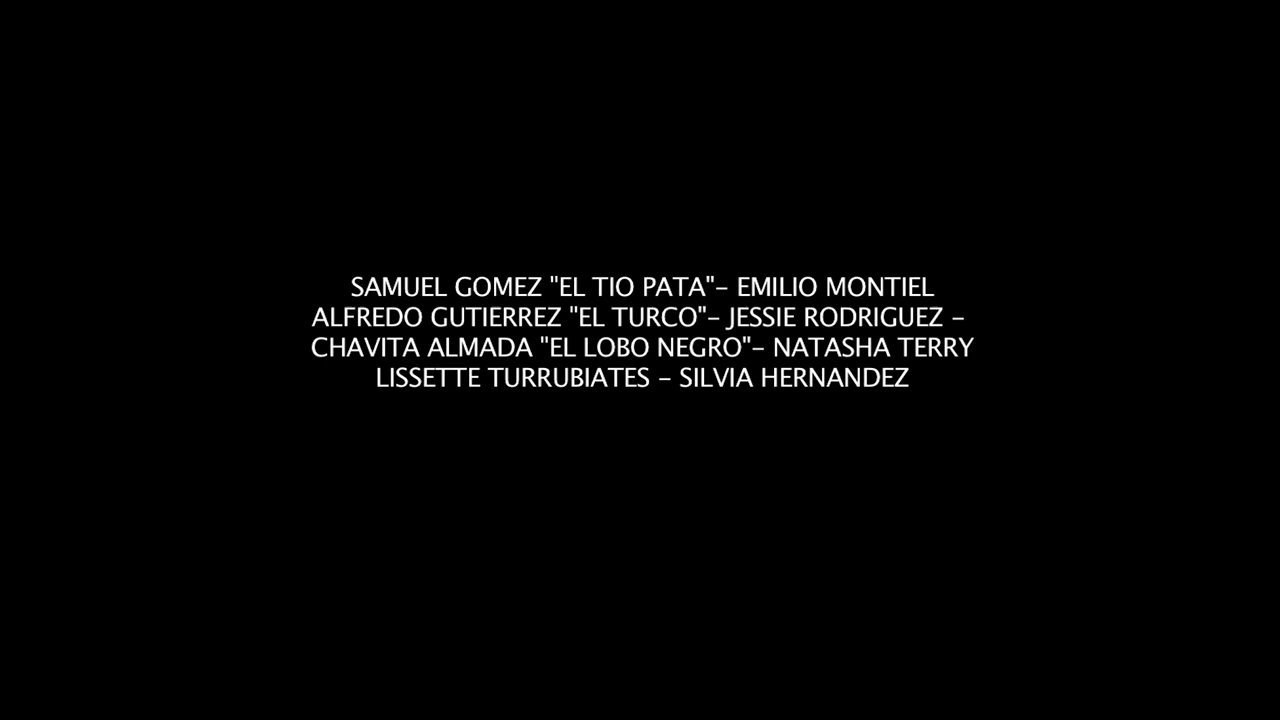 SAMUEL GOMEZ "EL TIO PATA"- EMILIO MONTIEL
ALFREDO GUTIERREZ "EL TURCO"- JESSIE RODRIGUEZ -
CHAVITA ALMADA "EL LOBO NEGRO"- NATASHA TERRY
LISSETTE TURRUBIATES - SILVIA HERNANDEZ